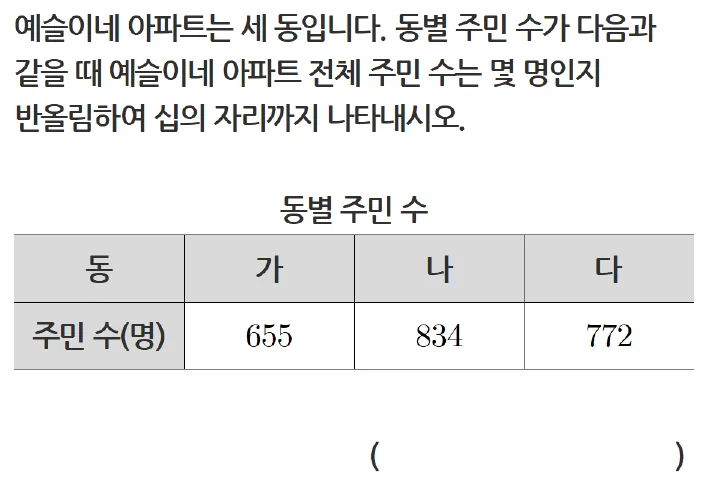 예슬이네 아파트는 세 동입니다. 동별 주민 수가 다음과
같을 때 예슬이네 아파트 전체 주민 수는 몇 명인지
반올림하여 십의 자리까지 나타내시오.
동별 주민 수
동 가 나 다
주민 수(명) 655 834 772
( )